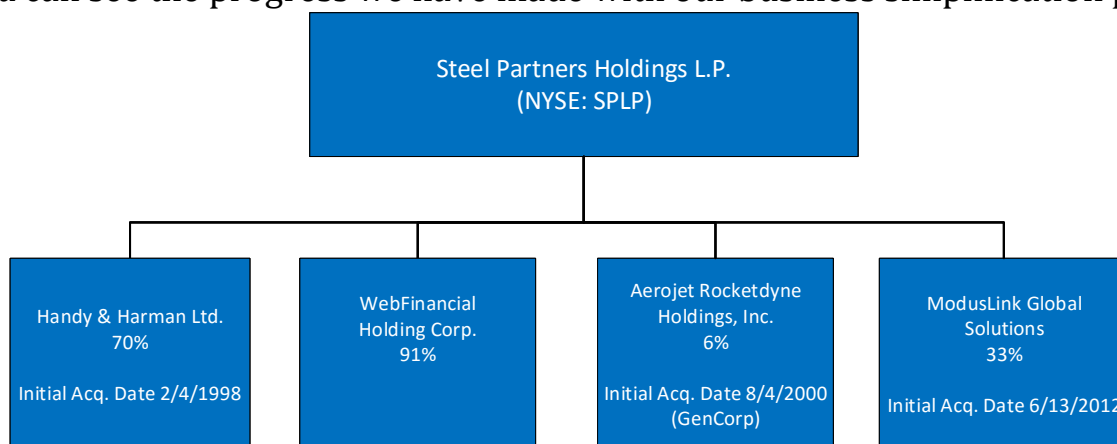 can see the progress we have made with our business simplification
Steel Partners Holdings L.P.
(NYSE: SPLP)
Handy & Harman Ltd.
70%
Initial Acq. Date 2/4/1998
WebFinancial
Holding Corp.
91%
Aerojet Rocketdyne
Holdings, Inc.
6%
Initial Acq. Date 8/4/2000
(GenCorp)
ModusLink Global
Solutions
33%
Initial Acq. Date 6/13/2012